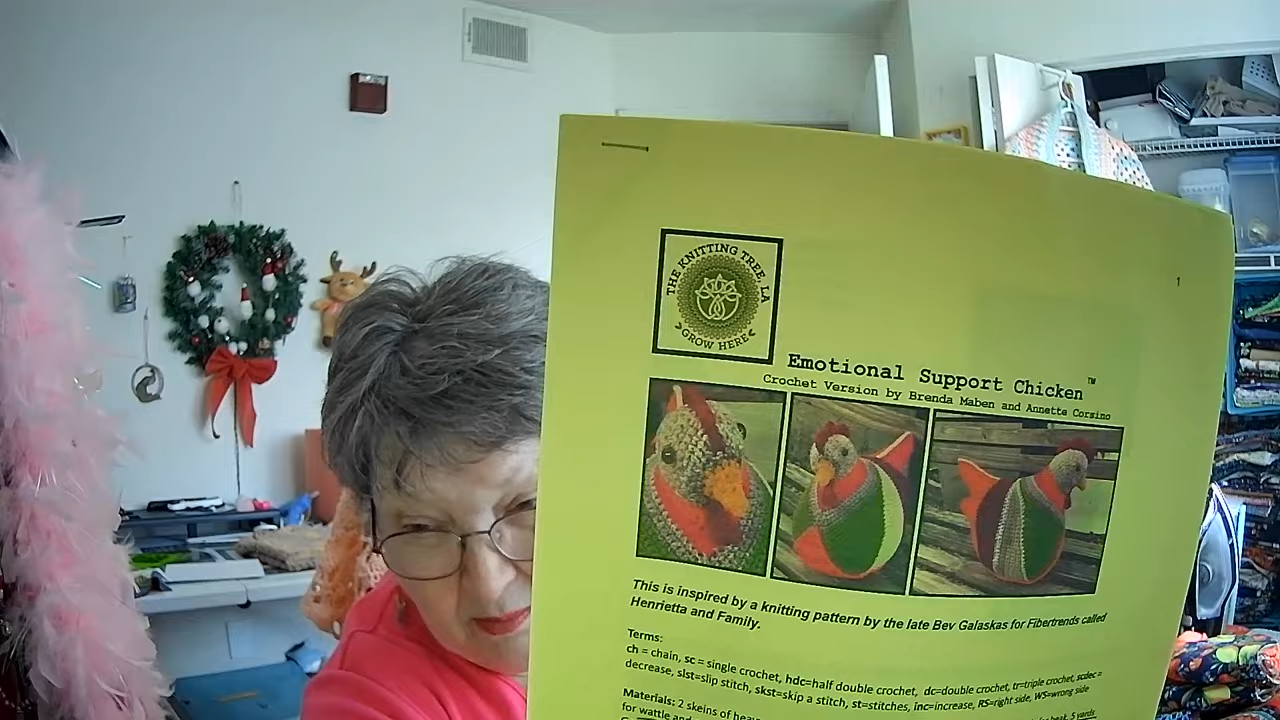 1
THE KNITTING TREE, LA
GROW HERE
Emotional Support Chicken™
Crochet Version by Brenda Maben and Annette Corsino
This is inspired by a knitting pattern by the late Bev Galaskas for Fibertrends called
Henrietta and Family.
Terms:
ch = chain, sc = single crochet, hdc=half double crochet, dc=double crochet, tr=triple crochet, scdec =
decrease, slst=slip stitch, skst=skip a stitch, st=stitches, inc=increase, RS=right side, WS=wrong side
Materials: 2 skeins of beak, 5 yards
for wattle and